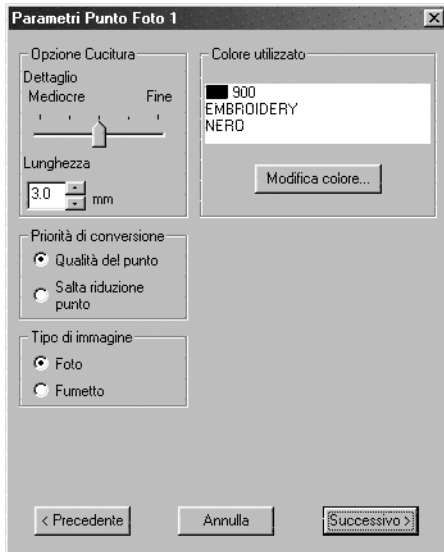 Parametri Punto Foto 1
Opzione Cucitura
Dettaglio
Mediocre Fine
Lunghezza
3.0 mm
Priorità di conversione
Qualità del punto
Salta riduzione
punto
Tipo di immagine
Foto
Fumetto
Colore utilizzato
900
EMBROIDERY
NERO
Modifica colore...
< Precedente
Annulla
Successivo >